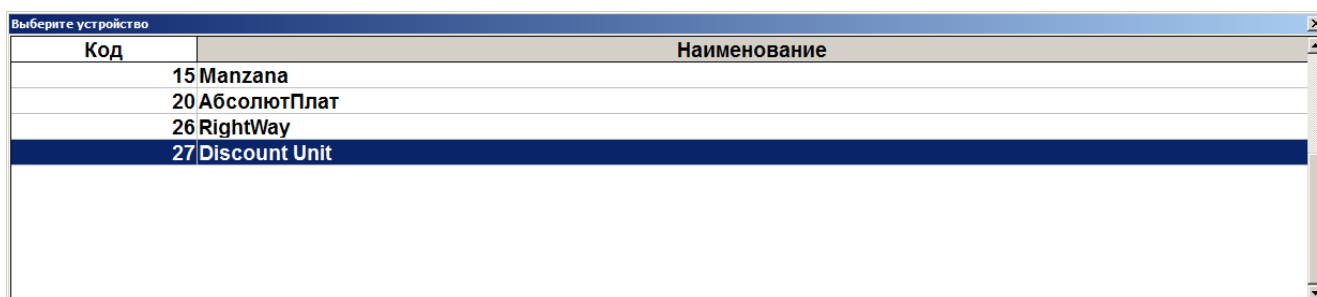 Выберите устройство
Код Наименование
15 Manzana
20 АбсолютПлат
26 RightWay
27 Discount Unit